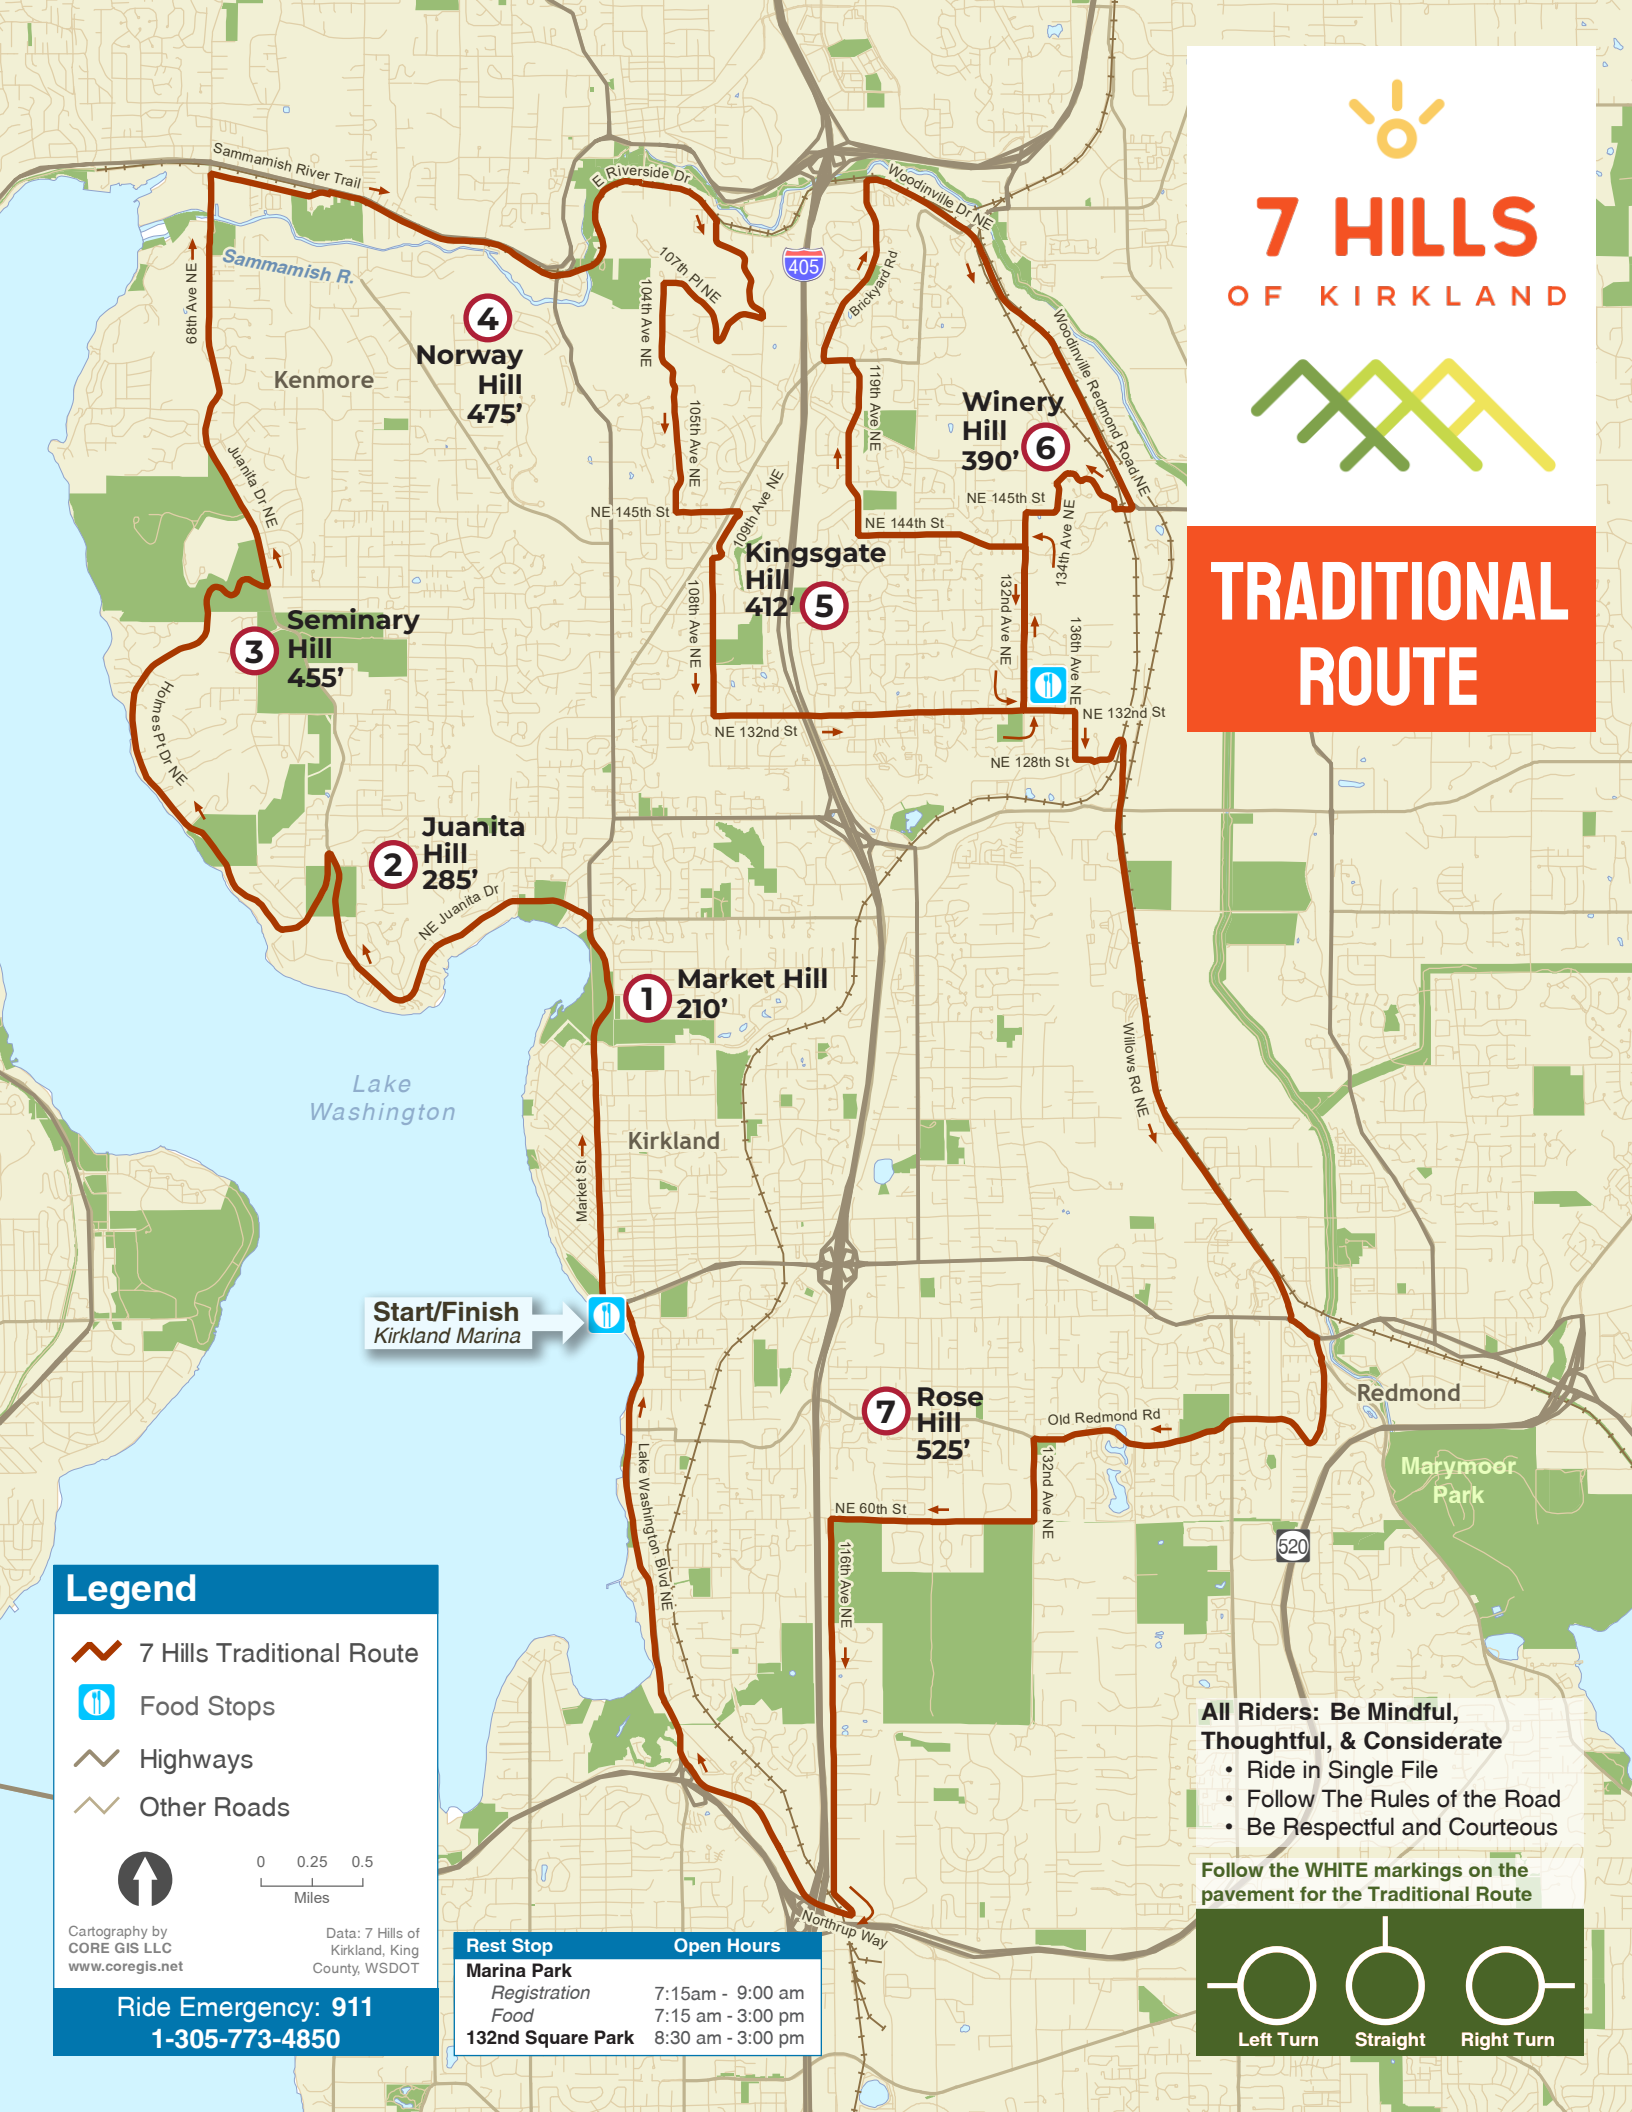 7 HILLS
OF KIRKLAND
TRADITIONAL
ROUTE
Sammamish River Trail
E Riverside Dr
Woodinville Dr NE
68th Ave NE
Sammamish R.
107th Pl NE
104th Ave NE
405
Brickyard Rd
Woodinville Redmond Road NE
4
Norway
Hill
475’
Kenmore
119th Ave NE
105th Ave NE
Winery
Hill
390’
6
Juanita Dr NE
NE 145th St
109th Ave NE
NE 145th St
134th Ave NE
NE 144th St
Kingsgate
Hill
412’
5
108th Ave NE
132nd Ave NE
136th Ave NE
Seminary
Hill
455’
3
Holmes Pt Dr NE
NE 132nd St
NE 132nd St
NE 128th St
Juanita
Hill
285’
2
NE Juanita Dr
1
Market Hill
210’
Lake
Washington
Willows Rd NE
Kirkland
Market St
Start/Finish
Kirkland Marina
7
Rose
Hill
525’
Old Redmond Rd
Redmond
132nd Ave NE
Marymoor
Park
Lake Washington Blvd NE
NE 60th St
116th Ave NE
520
Northrup Way
Legend
7 Hills Traditional Route
Food Stops
Highways
Other Roads
0 0.25 0.5
Miles
Cartography by
CORE GIS LLC
www.coregis.net
Data: 7 Hills of
Kirkland, King
County, WSDOT
Ride Emergency: 911
1-305-773-4850
Rest Stop Open Hours
Marina Park
Registration 7:15am - 9:00 am
Food 7:15 am - 3:00 pm
132nd Square Park 8:30 am - 3:00 pm
All Riders: Be Mindful,
Thoughtful, & Considerate
• Ride in Single File
• Follow The Rules of the Road
• Be Respectful and Courteous
Follow the WHITE markings on the
pavement for the Traditional Route
Left Turn Straight Right Turn